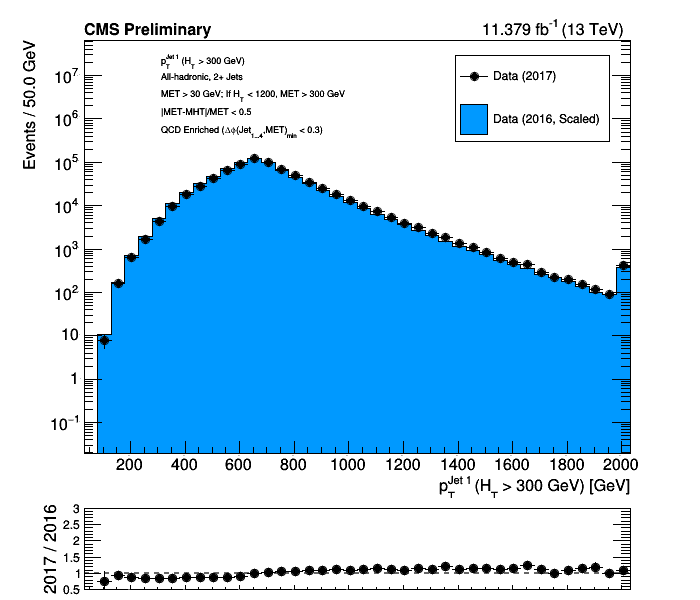 CMS Preliminary 11.379 fb⁻¹ (13 TeV)
Events / 50.0 GeV
p_T^Jet 1 (H_T > 300 GeV)
All-hadronic, 2+ Jets
MET > 30 GeV; If H_T < 1200, MET > 300 GeV
|MET-MHT|/MET < 0.5
QCD Enriched (Δϕ(Jet_1...4,MET)_min < 0.3)
Data (2017)
Data (2016, Scaled)
10⁷
10⁶
10⁵
10⁴
10³
10²
10
1
10⁻¹
200 400 600 800 1000 1200 1400 1600 1800 2000
p_T^Jet 1 (H_T > 300 GeV) [GeV]
2017 / 2016
3
2.5
2
1.5
1
0.5